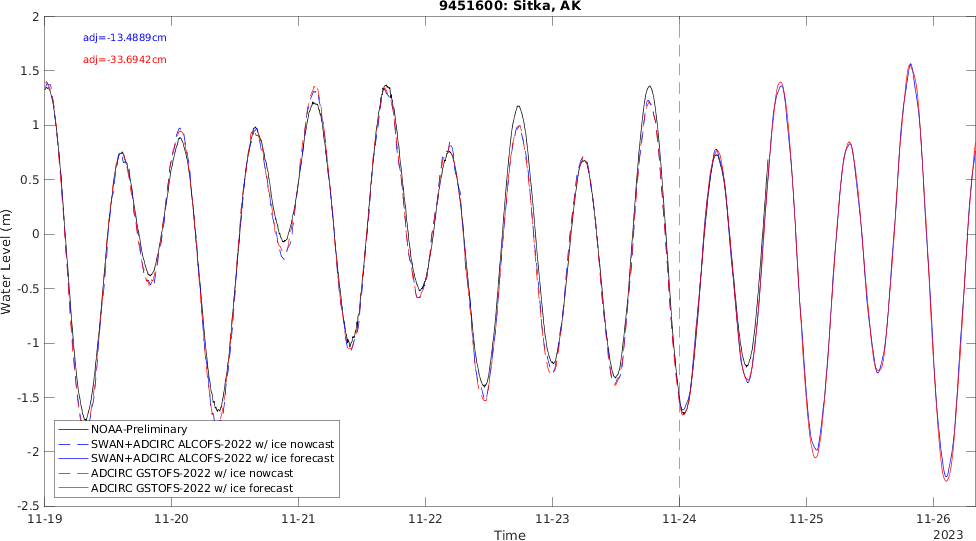 9451600: Sitka, AK
adj=-13.4889cm
adj=-33.6942cm
Water Level (m)
2
1.5
1
0.5
0
-0.5
-1
-1.5
-2
-2.5
NOAA-Preliminary
SWAN+ADCIRC ALCOFS-2022 w/ ice nowcast
SWAN+ADCIRC ALCOFS-2022 w/ ice forecast
ADCIRC GSTOFS-2022 w/ ice nowcast
ADCIRC GSTOFS-2022 w/ ice forecast
11-19 11-20 11-21 11-22 11-23 11-24 11-25 11-26
Time
2023